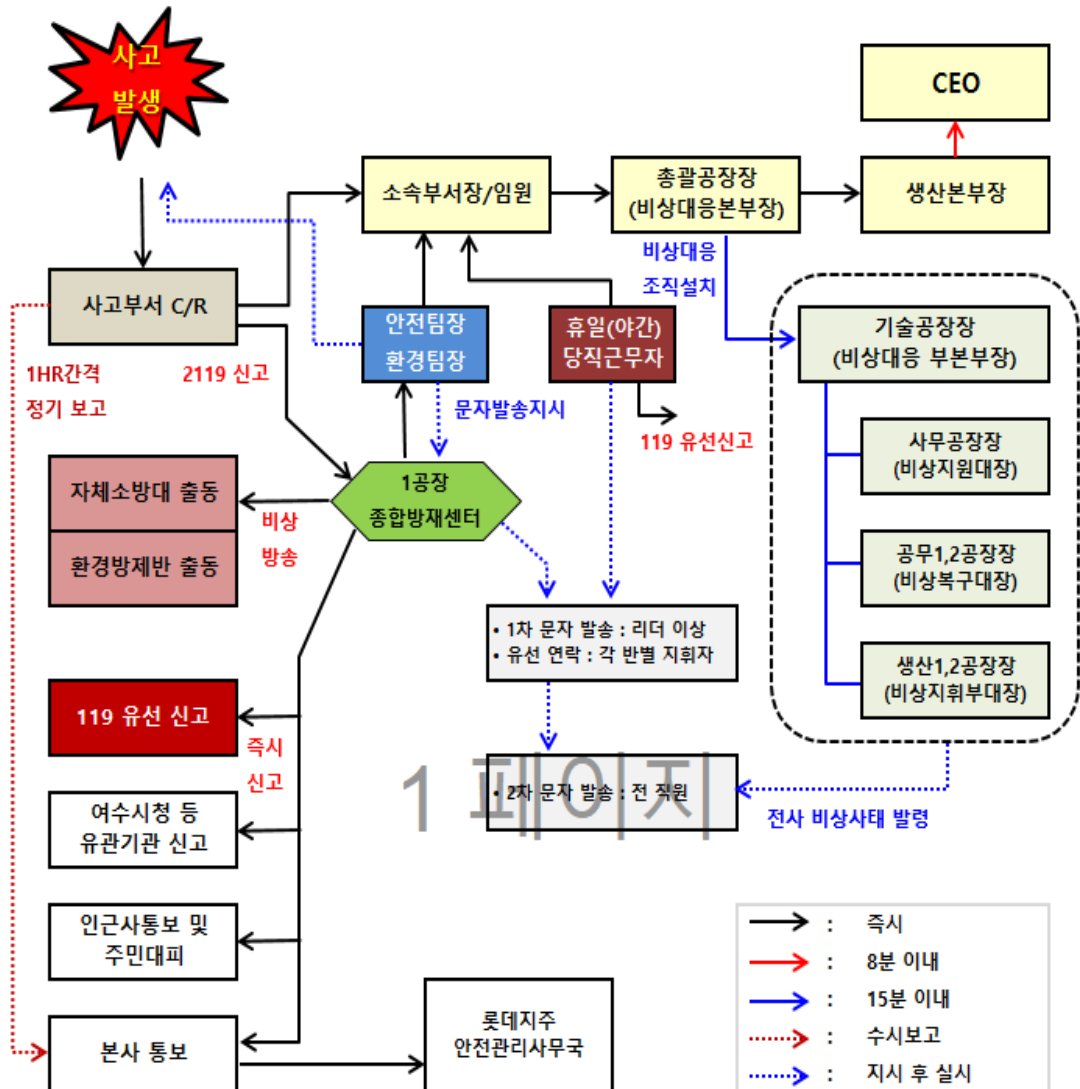 사고
발생
CEO
소속부서장/임원
총괄공장장
(비상대응본부장)
생산본부장
비상대응
조직설치
사고부서 C/R
안전팀장
환경팀장
휴일(야간)
당직근무자
기술공장장
(비상대응 부본부장)
1HR간격
정기 보고
2119 신고
문자발송지시
119 유선신고
사무공장장
(비상지원대장)
자체소방대 출동
환경방제반 출동
비상
방송
1공장
종합방재센터
공무1,2공장장
(비상복구대장)
• 1차 문자 발송 : 리더 이상
• 유선 연락 : 각 반별 지휘자
생산1,2공장장
(비상지휘부대장)
119 유선 신고
즉시
신고
1 페이지
• 2차 문자 발송 : 전 직원
전사 비상사태 발령
여수시청 등
유관기관 신고
인근사통보 및
주민대피
본사 통보
롯데지주
안전관리사무국
: 즉시
: 8분 이내
: 15분 이내
: 수시보고
: 지시 후 실시